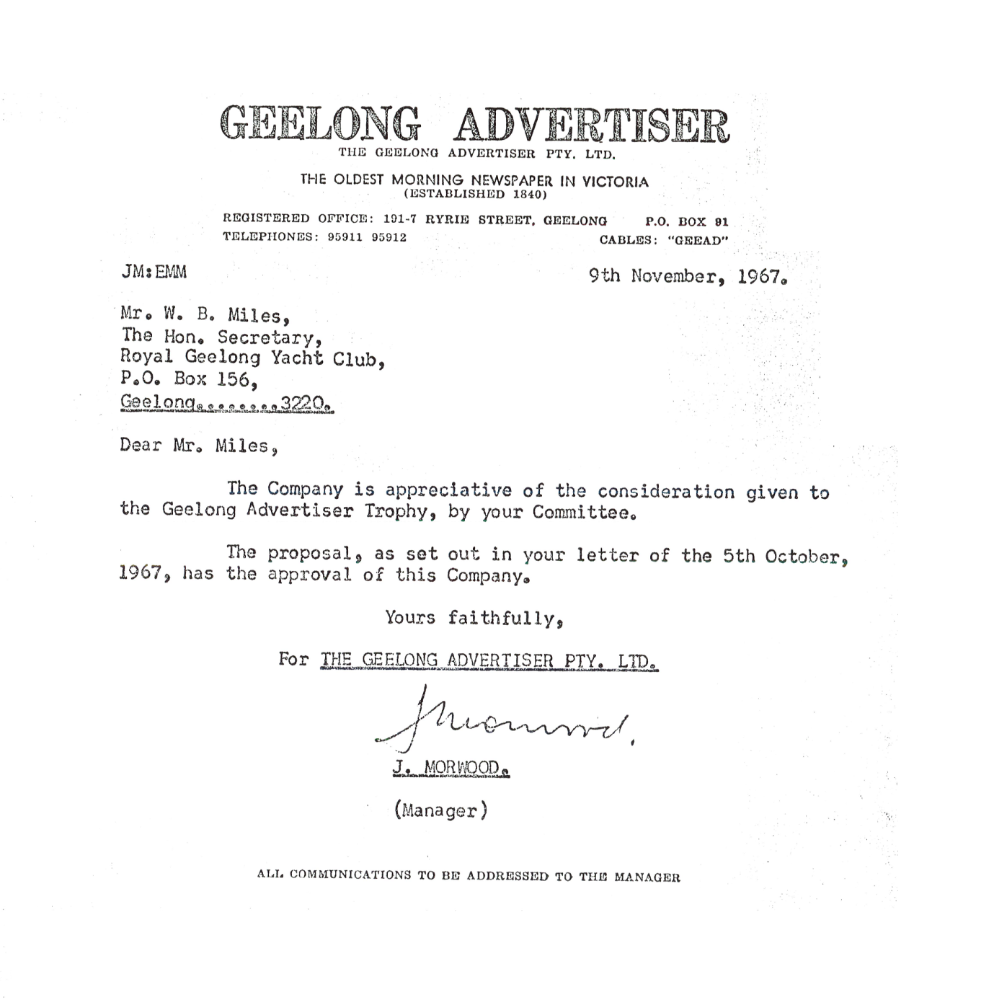 GEELONG ADVERTISER
THE GEELONG ADVERTISER PTY. LTD.
THE OLDEST MORNING NEWSPAPER IN VICTORIA
(ESTABLISHED 1840)
REGISTERED OFFICE: 191-7 RYRIE STREET, GEELONG P.O. BOX 91
TELEPHONES: 95911 95912 CABLES: "GEEAD"
JM:EMM 9th November, 1967.
Mr. W. B. Miles,
The Hon. Secretary,
Royal Geelong Yacht Club,
P.O. Box 156,
Geelong........3220.
Dear Mr. Miles,
The Company is appreciative of the consideration given to
the Geelong Advertiser Trophy, by your Committee.
The proposal, as set out in your letter of the 5th October,
1967, has the approval of this Company.
Yours faithfully,
For THE GEELONG ADVERTISER PTY. LTD.
JMorwood.
J. MORWOOD.
(Manager)
ALL COMMUNICATIONS TO BE ADDRESSED TO THE MANAGER